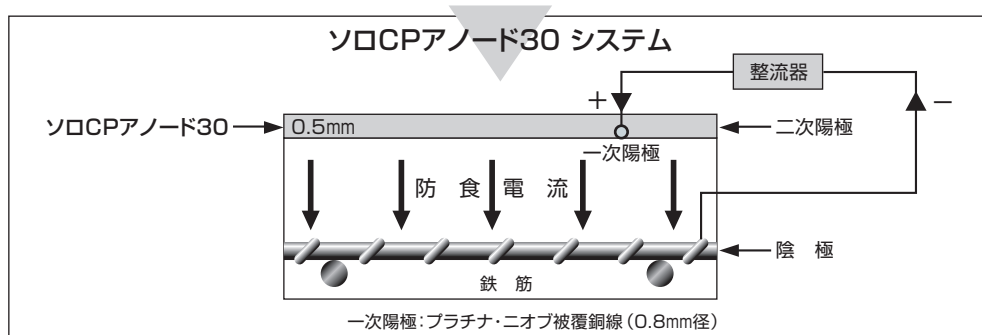 ソロCPアノード30 システム
整流器
+
−
ソロCPアノード30
0.5mm
二次陽極
一次陽極
防 食 電 流
陰 極
鉄 筋
一次陽極:プラチナ・ニオブ被覆銅線(0.8mm径)